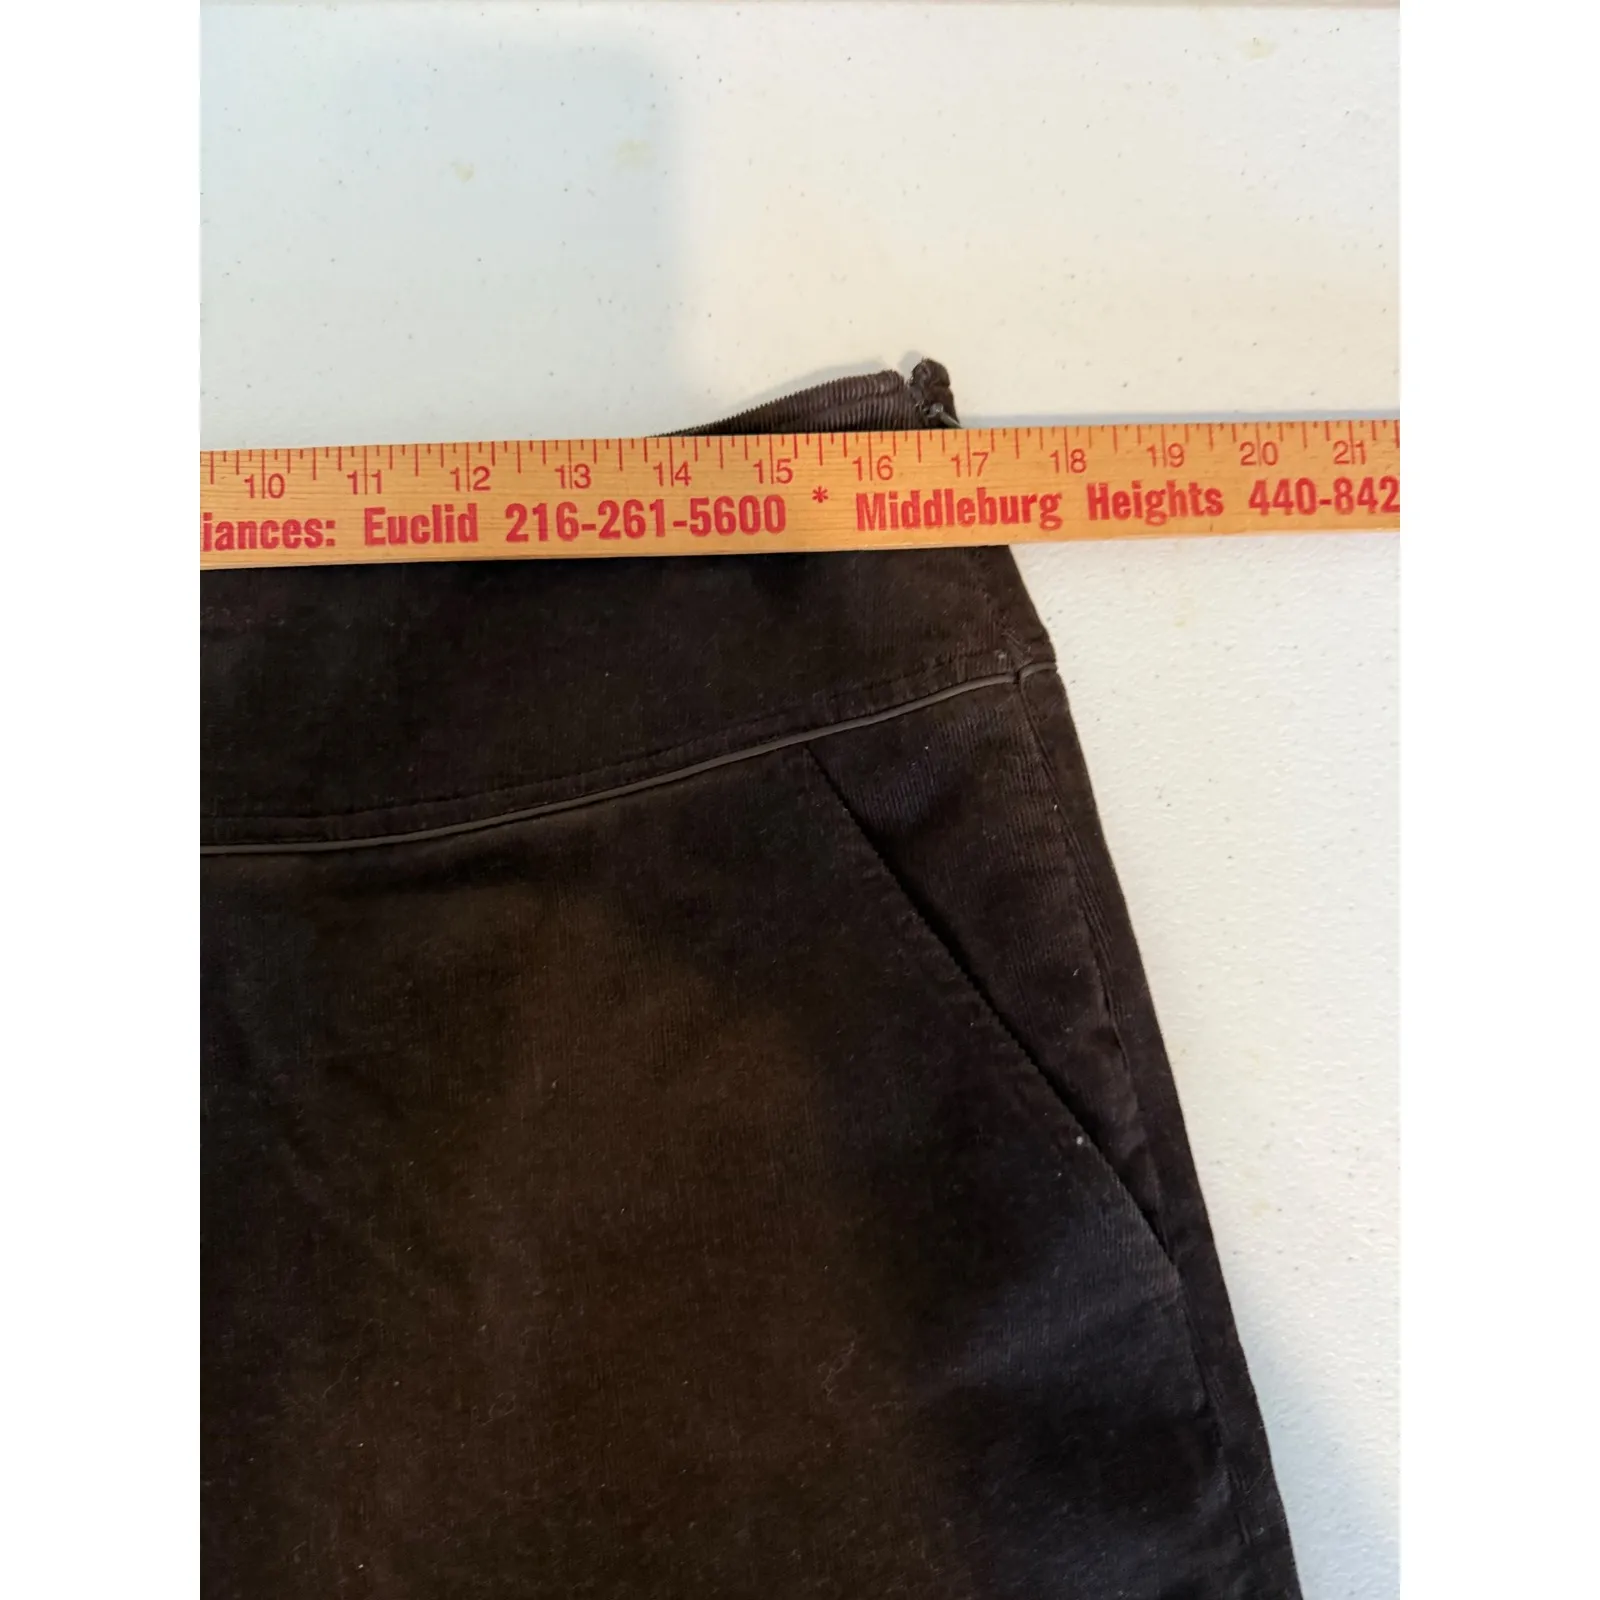 10 11 12 13 14 15 16 17 18 19 20 21
iances: Euclid 216-261-5600 * Middleburg Heights 440-842